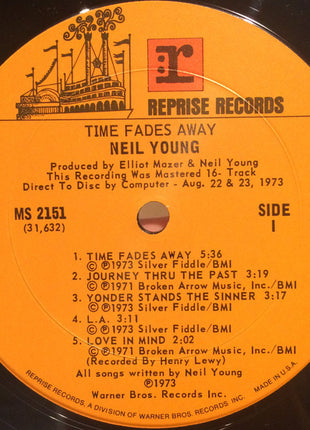 r
REPRISE RECORDS
TIME FADES AWAY
NEIL YOUNG
Produced by Elliot Mazer & Neil Young
This Recording Was Mastered 16- Track
Direct To Disc by Computer - Aug. 22 & 23, 1973
MS 2151
(31,632)
SIDE
1
1. TIME FADES AWAY 5:36
© ℗ 1973 Silver Fiddle/BMI
2. JOURNEY THRU THE PAST 3:19
© ℗ 1971 Broken Arrow Music, Inc./BMI
3. YONDER STANDS THE SINNER 3:17
© ℗ 1973 Silver Fiddle/BMI
4. L.A. 3:11
© ℗ 1973 Silver Fiddle/BMI
5. LOVE IN MIND 2:02
© ℗ 1971 Broken Arrow Music, Inc./BMI
(Recorded By Henry Lewy)
All songs written by Neil Young
℗ 1973
Warner Bros. Records Inc.
REPRISE RECORDS, A DIVISION OF WARNER BROS. RECORDS INC. MADE IN U.S.A.